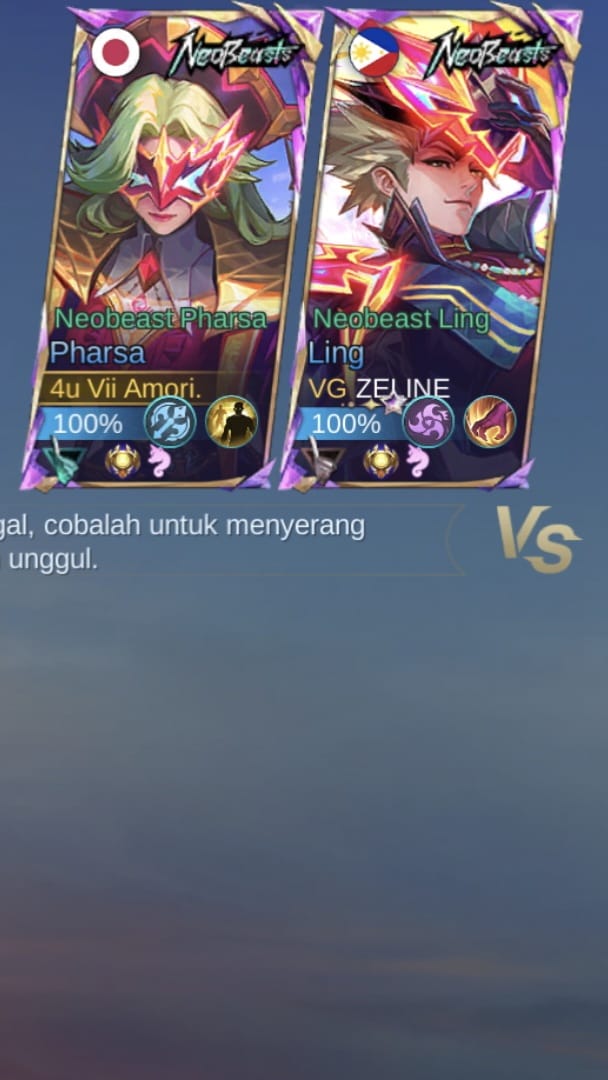 NeoBeasts
Neobeast Pharsa
Pharsa
4u Vii Amori.
100%
NeoBeasts
Neobeast Ling
Ling
VG ZELINE
100%
gal, cobalah untuk menyerang
unggul.
VS